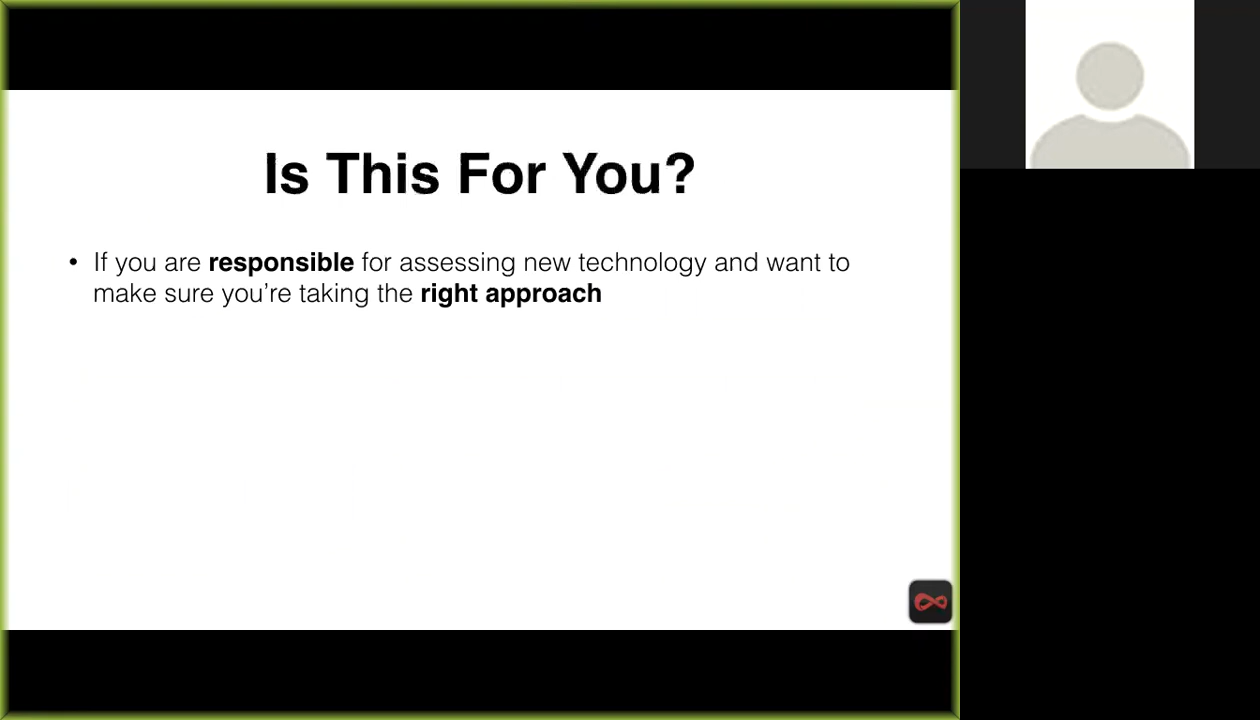 Is This For You?
• If you are responsible for assessing new technology and want to
make sure you’re taking the right approach